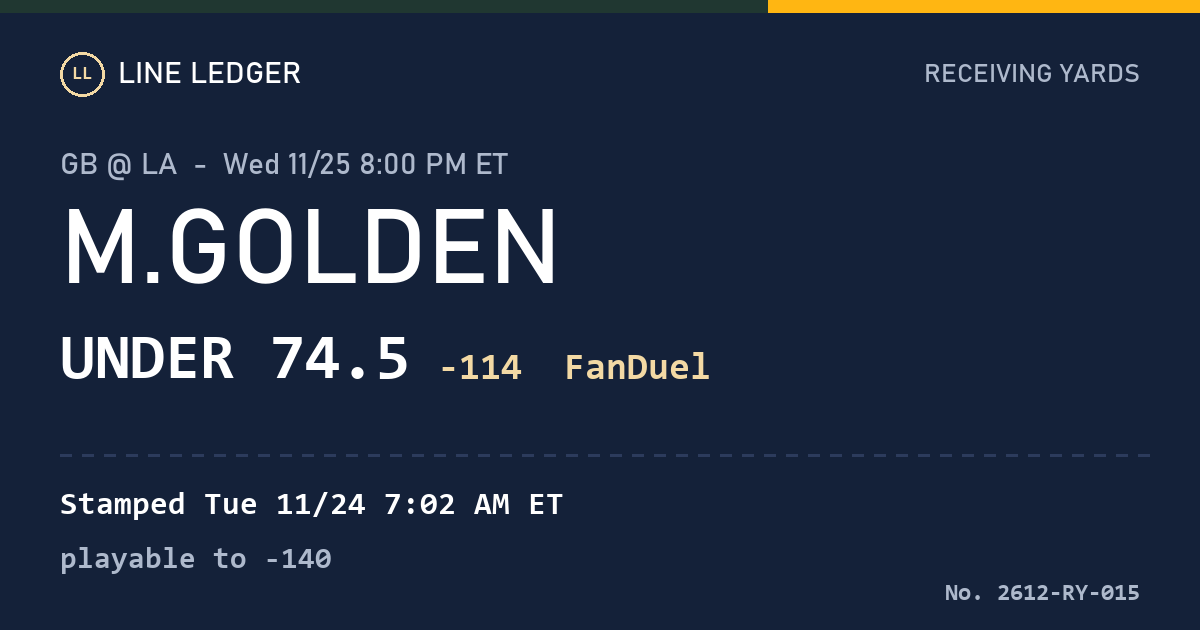 LL LINE LEDGER RECEIVING YARDS
GB @ LA - Wed 11/25 8:00 PM ET
M.GOLDEN
UNDER 74.5 -114 FanDuel
Stamped Tue 11/24 7:02 AM ET
playable to -140
No. 2612-RY-015